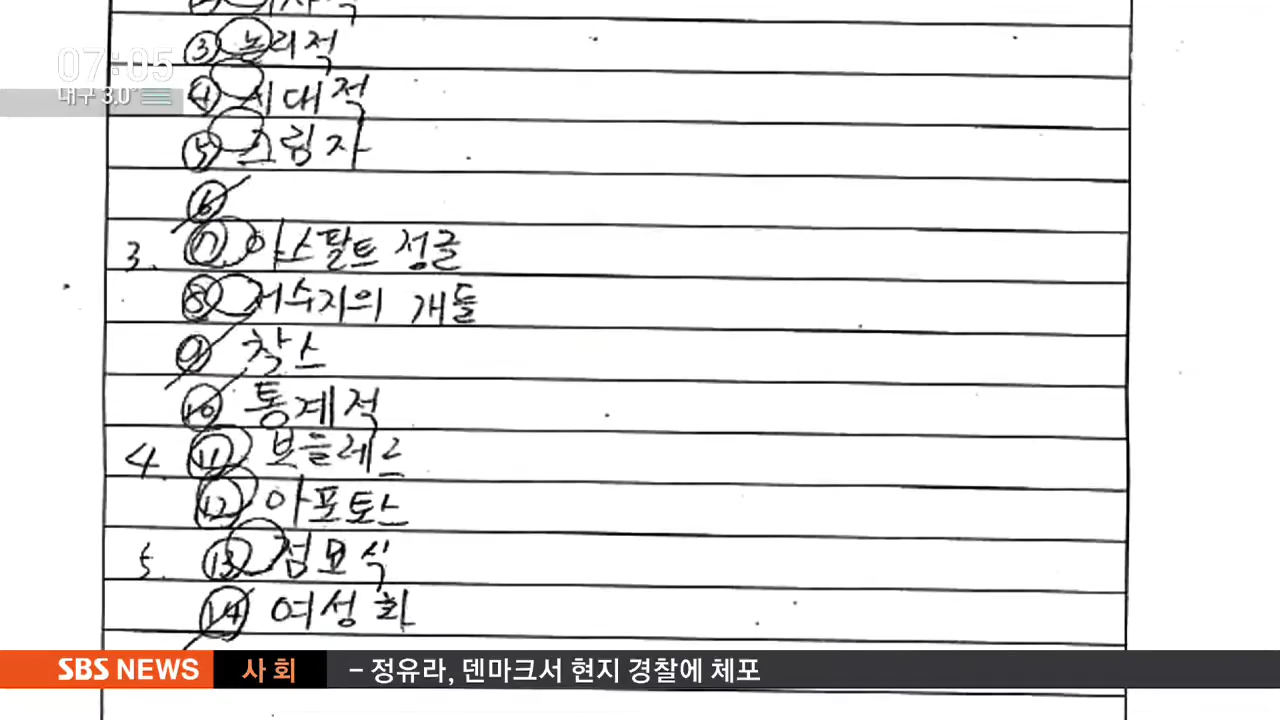 ③ 논리적
07:05
④ 시대적
대구 3.0°
⑤ 그림자
⑥
3. ⑦ 아스팔트 정글
⑧ 저수지의 개들
⑨ 착스
⑩ 통계적
4. ⑪ 보들레르
⑫ 아포토스
5. ⑬ 점묘식
⑭ 여성화
SBS NEWS 사회 – 정유라, 덴마크서 현지 경찰에 체포